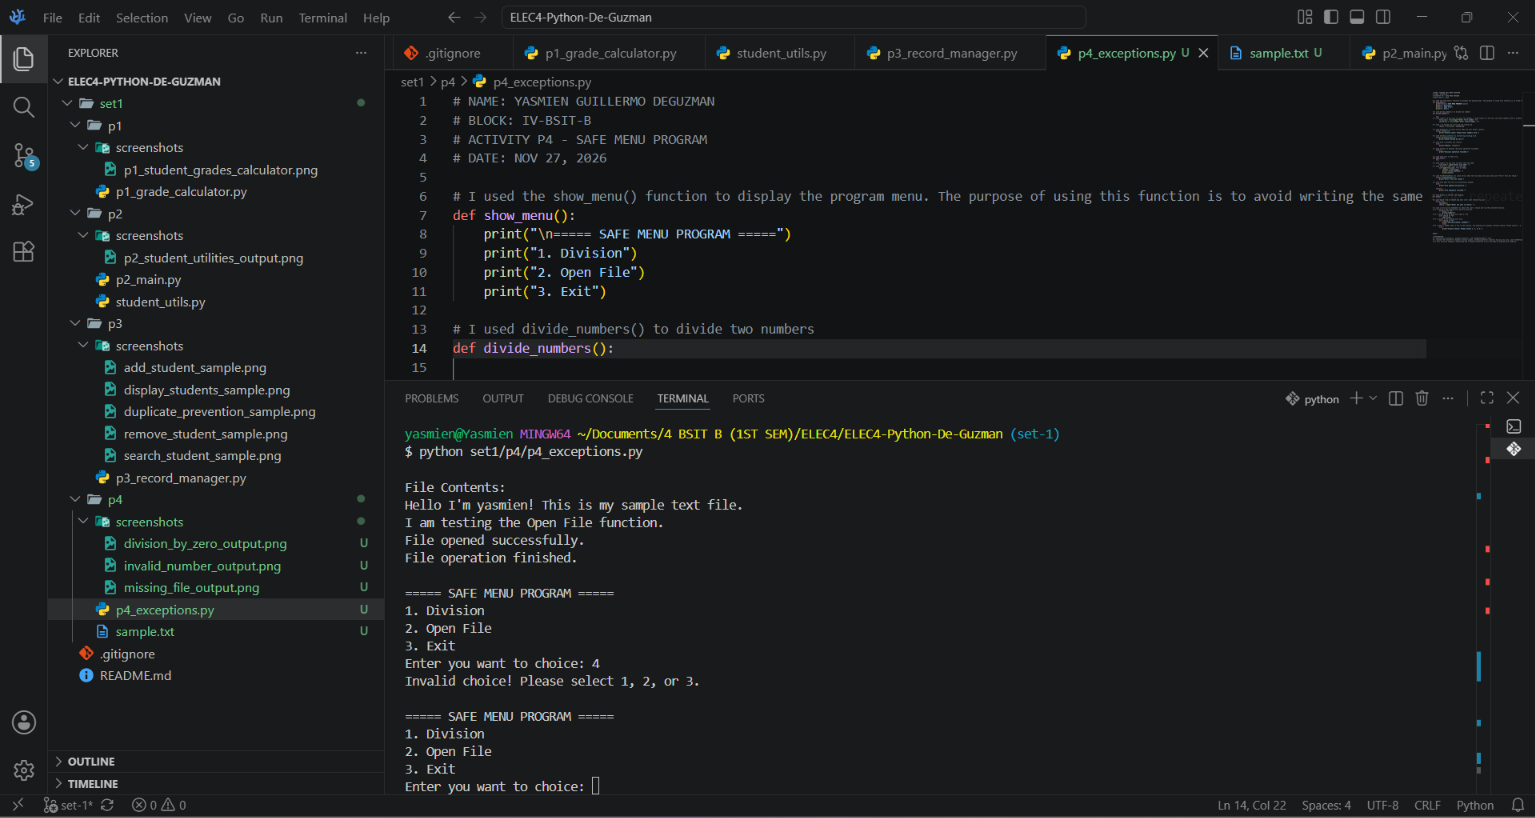 File Edit Selection View Go Run Terminal Help
ELEC4-Python-De-Guzman
EXPLORER
ELEC4-PYTHON-DE-GUZMAN
set1
p1
screenshots
p1_student_grades_calculator.png
p1_grade_calculator.py
p2
screenshots
p2_student_utilities_output.png
p2_main.py
student_utils.py
p3
screenshots
add_student_sample.png
display_students_sample.png
duplicate_prevention_sample.png
remove_student_sample.png
search_student_sample.png
p3_record_manager.py
p4
screenshots
division_by_zero_output.png U
invalid_number_output.png U
missing_file_output.png U
p4_exceptions.py U
sample.txt U
.gitignore
README.md
OUTLINE
TIMELINE
5
.gitignore p1_grade_calculator.py student_utils.py p3_record_manager.py p4_exceptions.py U sample.txt U p2_main.py
set1 > p4 > p4_exceptions.py
1 # NAME: YASMIEN GUILLERMO DEGUZMAN
2 # BLOCK: IV-BSIT-B
3 # ACTIVITY P4 - SAFE MENU PROGRAM
4 # DATE: NOV 27, 2026
5
6 # I used the show_menu() function to display the program menu. The purpose of using this function is to avoid writing the same
7 def show_menu():
8 print("\n===== SAFE MENU PROGRAM =====")
9 print("1. Division")
10 print("2. Open File")
11 print("3. Exit")
12
13 # I used divide_numbers() to divide two numbers
14 def divide_numbers():
15
PROBLEMS OUTPUT DEBUG CONSOLE TERMINAL PORTS
python
yasmien@Yasmien MINGW64 ~/Documents/4 BSIT B (1ST SEM)/ELEC4/ELEC4-Python-De-Guzman (set-1)
$ python set1/p4/p4_exceptions.py
File Contents:
Hello I'm yasmien! This is my sample text file.
I am testing the Open File function.
File opened successfully.
File operation finished.
===== SAFE MENU PROGRAM =====
1. Division
2. Open File
3. Exit
Enter you want to choice: 4
Invalid choice! Please select 1, 2, or 3.
===== SAFE MENU PROGRAM =====
1. Division
2. Open File
3. Exit
Enter you want to choice:
set-1* 0 0 Ln 14, Col 22 Spaces: 4 UTF-8 CRLF Python